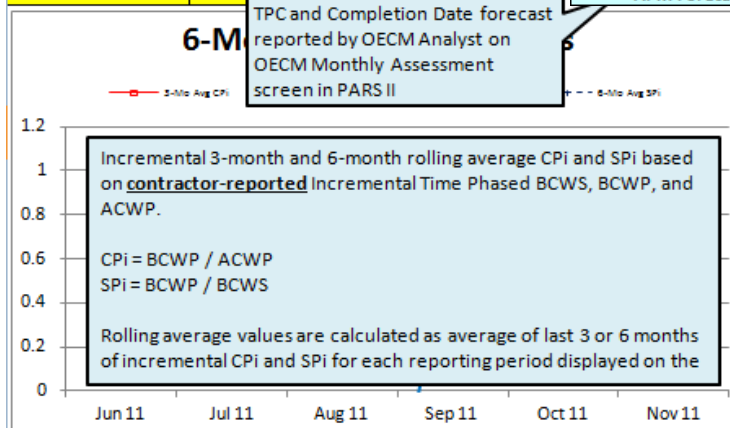 TPC and Completion Date forecast
reported by OECM Analyst on
OECM Monthly Assessment
screen in PARS II
3-Mo Avg CPi
6-Mo Avg SPi
1.2
1
0.8
0.6
0.4
0.2
0
Incremental 3-month and 6-month rolling average CPi and SPi based
on contractor-reported Incremental Time Phased BCWS, BCWP, and
ACWP.
CPi = BCWP / ACWP
SPi = BCWP / BCWS
Rolling average values are calculated as average of last 3 or 6 months
of incremental CPi and SPi for each reporting period displayed on the
Jun 11 Jul 11 Aug 11 Sep 11 Oct 11 Nov 11